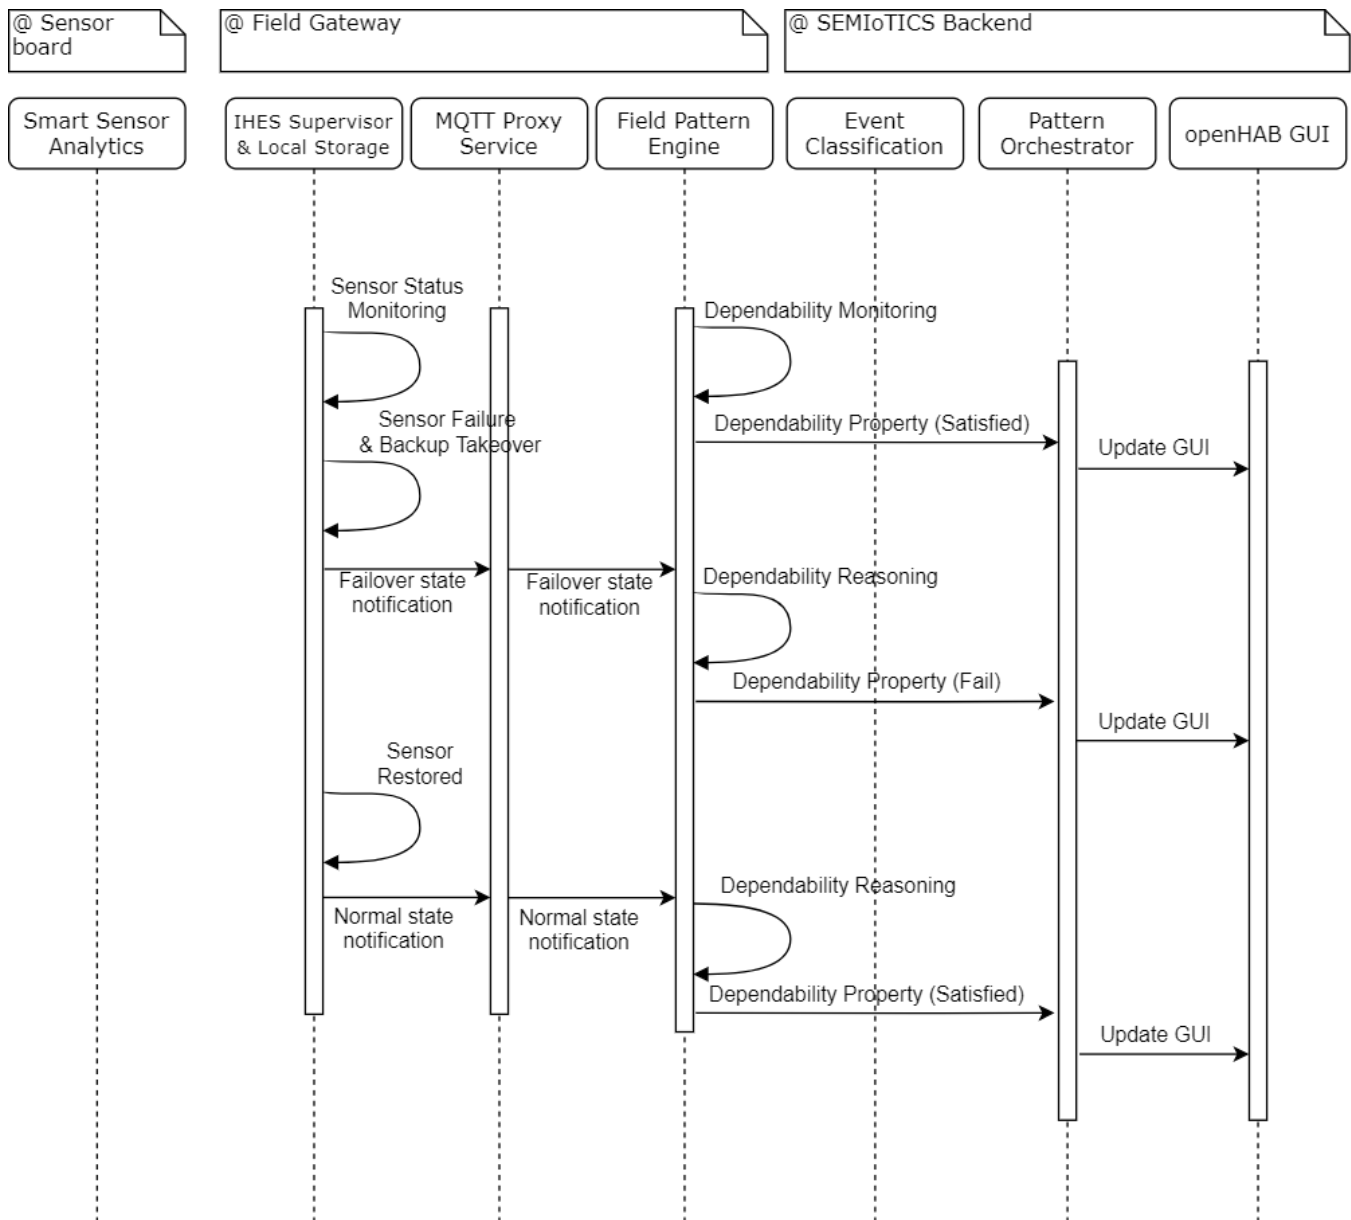 @ Sensor
board
@ Field Gateway
@ SEMIoTICS Backend
Smart Sensor
Analytics
IHES Supervisor
& Local Storage
MQTT Proxy
Service
Field Pattern
Engine
Event
Classification
Pattern
Orchestrator
openHAB GUI
Sensor Status
Monitoring
Dependability Monitoring
Sensor Failure
& Backup Takeover
Dependability Property (Satisfied)
Update GUI
Failover state
notification
Failover state
notification
Dependability Reasoning
Dependability Property (Fail)
Update GUI
Sensor
Restored
Dependability Reasoning
Normal state
notification
Normal state
notification
Dependability Property (Satisfied)
Update GUI